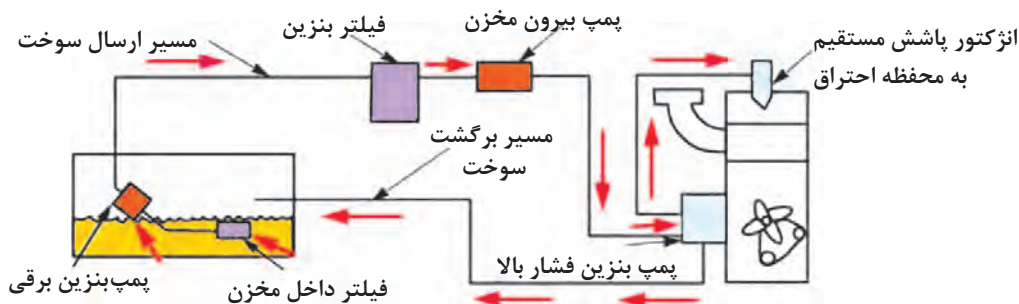 انژکتور پاشش مستقیم
به محفظه احتراق
پمپ بیرون مخزن
فیلتر بنزین
مسیر ارسال سوخت
مسیر برگشت
سوخت
پمپ بنزین فشار بالا
فیلتر داخل مخزن
پمپ‌بنزین برقی